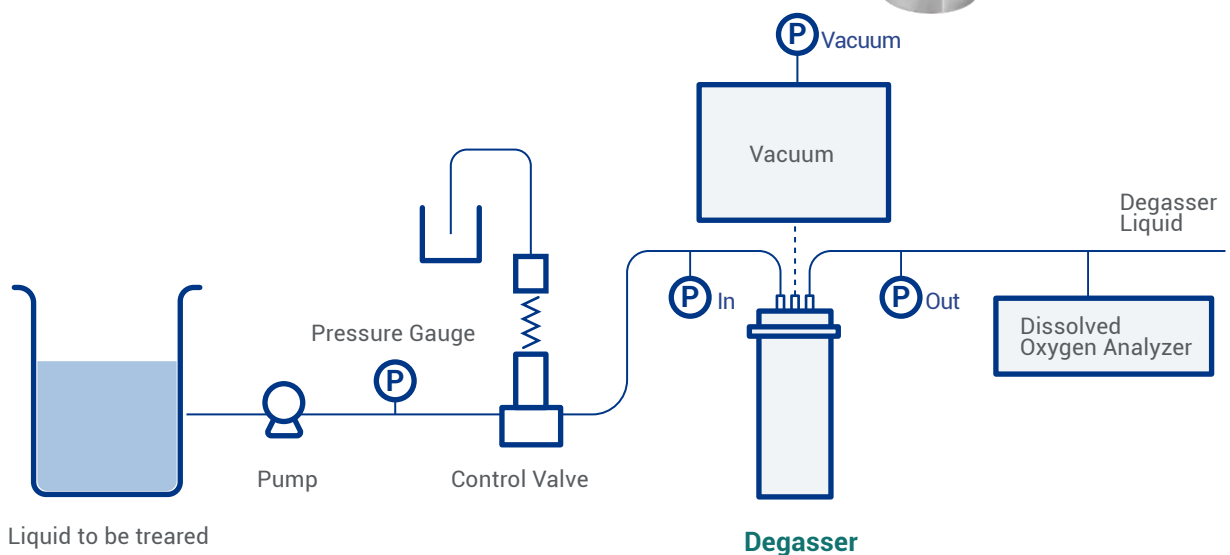 P Vacuum
Vacuum
Degasser
Liquid
P In
P Out
Pressure Gauge
P
Dissolved
Oxygen Analyzer
Pump
Control Valve
Liquid to be treared
Degasser